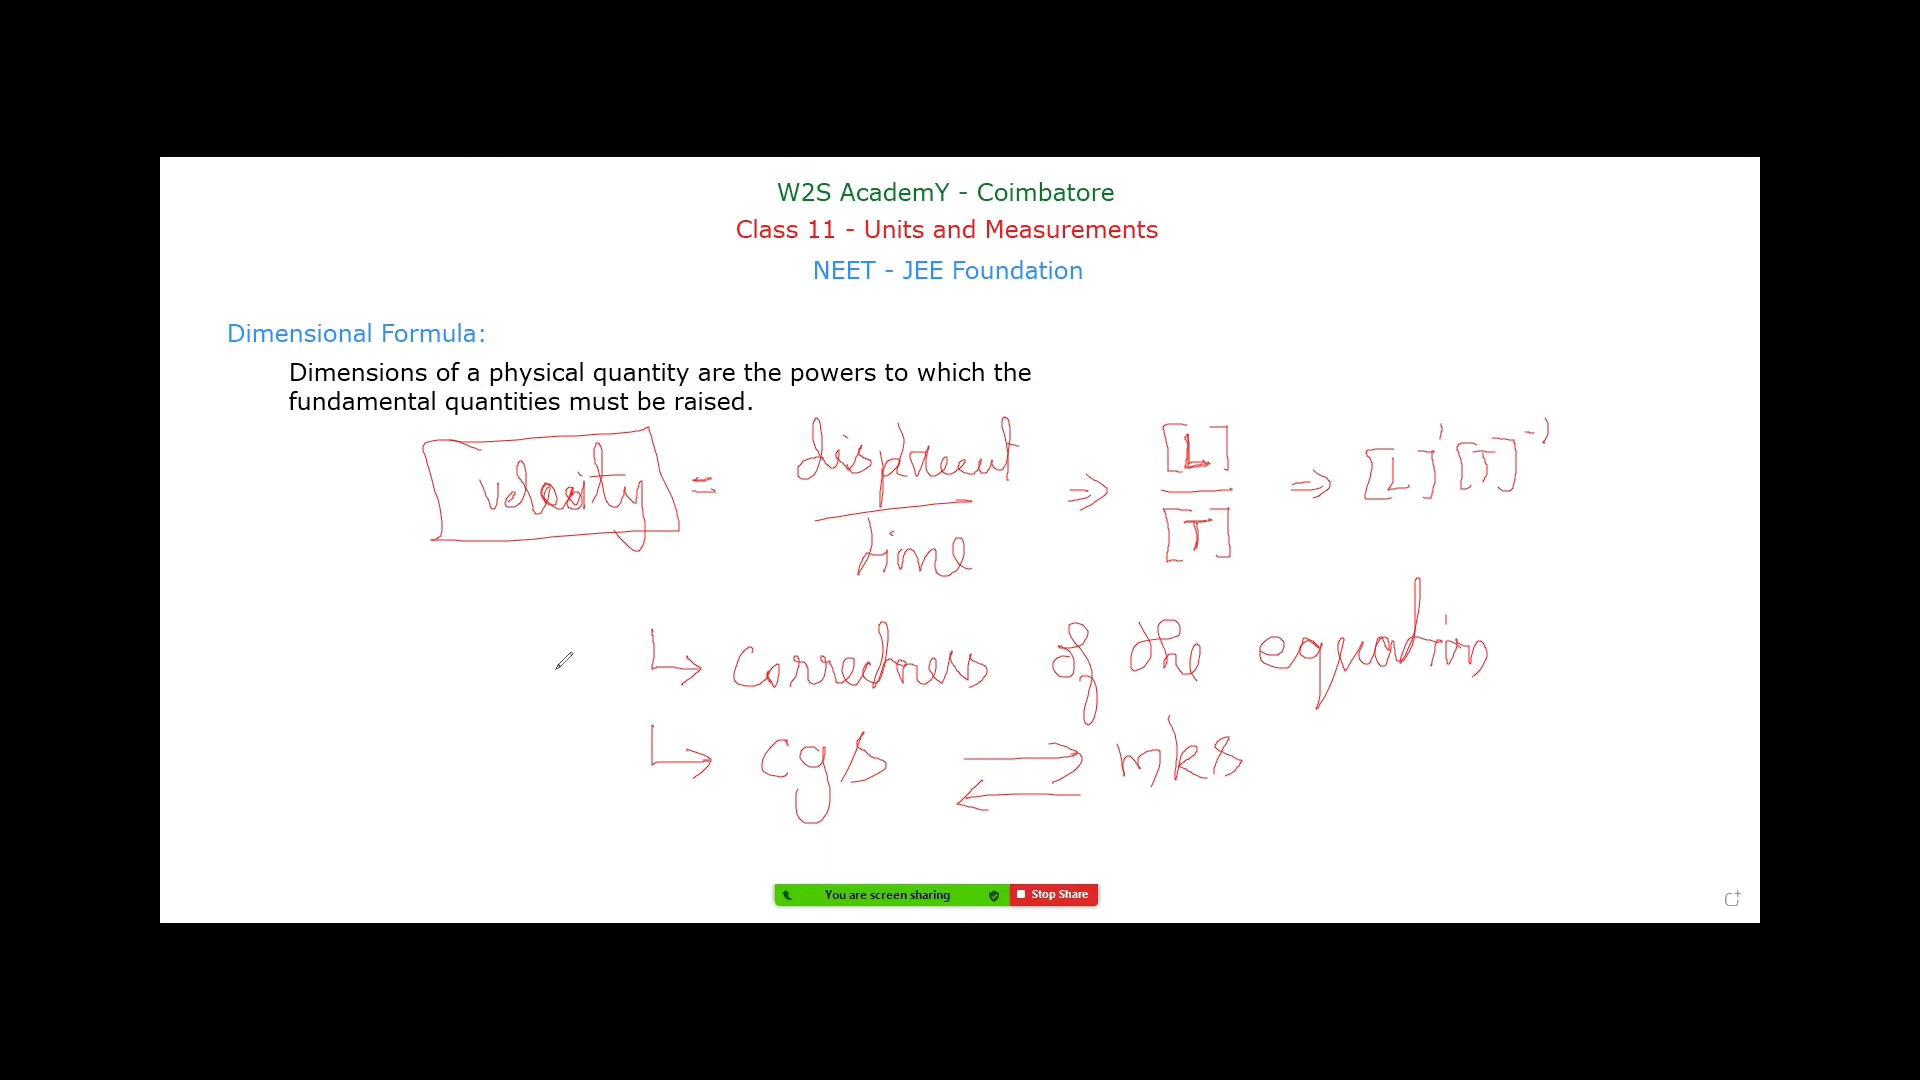 W2S AcademY - Coimbatore
Class 11 - Units and Measurements
NEET - JEE Foundation
Dimensional Formula:
Dimensions of a physical quantity are the powers to which the
fundamental quantities must be raised.
velocity = displacent / time ⇒ [L] / [T] ⇒ [L]¹ [T]⁻¹
↳ correctness of the equation
↳ cgs ⇄ mks
You are screen sharing Stop Share